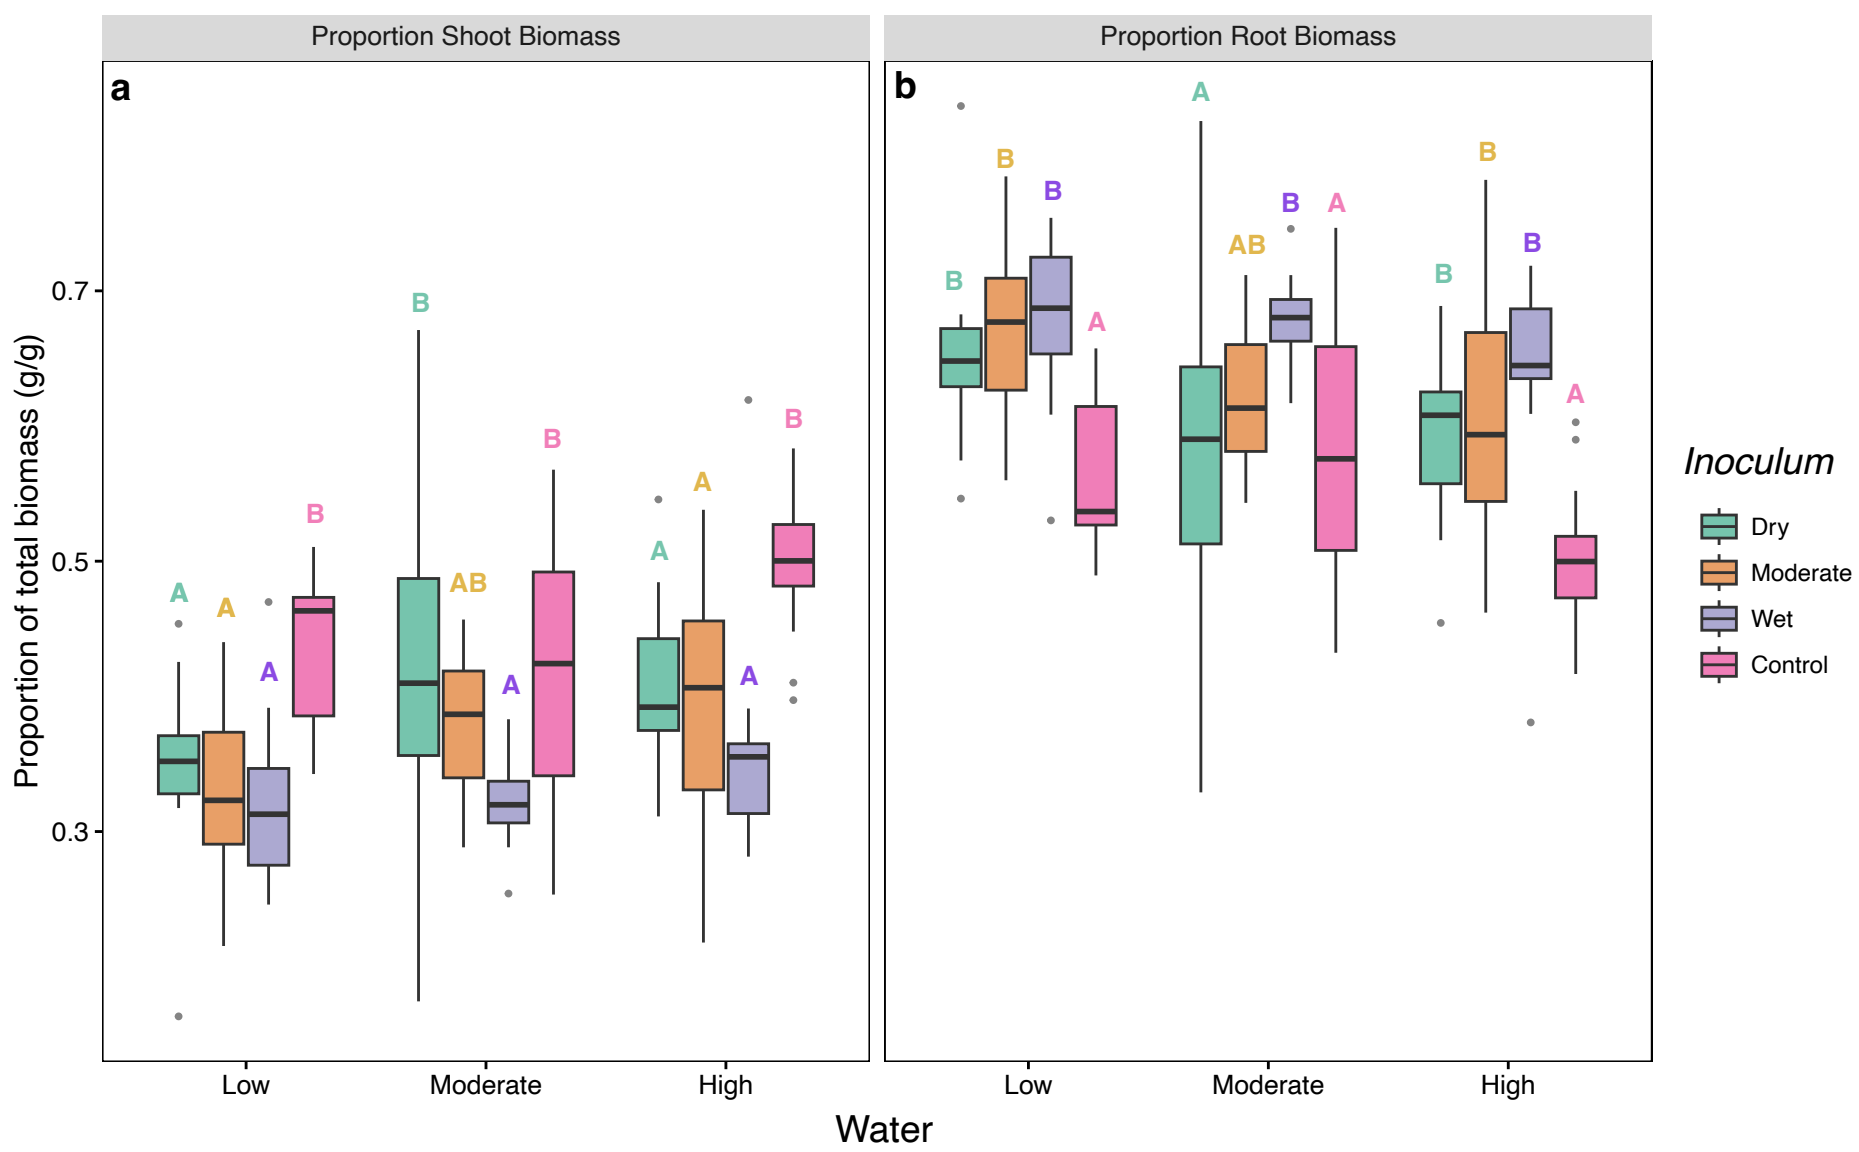 Proportion Shoot Biomass
Proportion Root Biomass
a
b
Proportion of total biomass (g/g)
0.7
0.5
0.3
A
A
A
B
B
AB
A
B
A
A
A
B
B
B
B
A
A
AB
B
A
B
B
B
A
Low
Moderate
High
Low
Moderate
High
Water
Inoculum
Dry
Moderate
Wet
Control